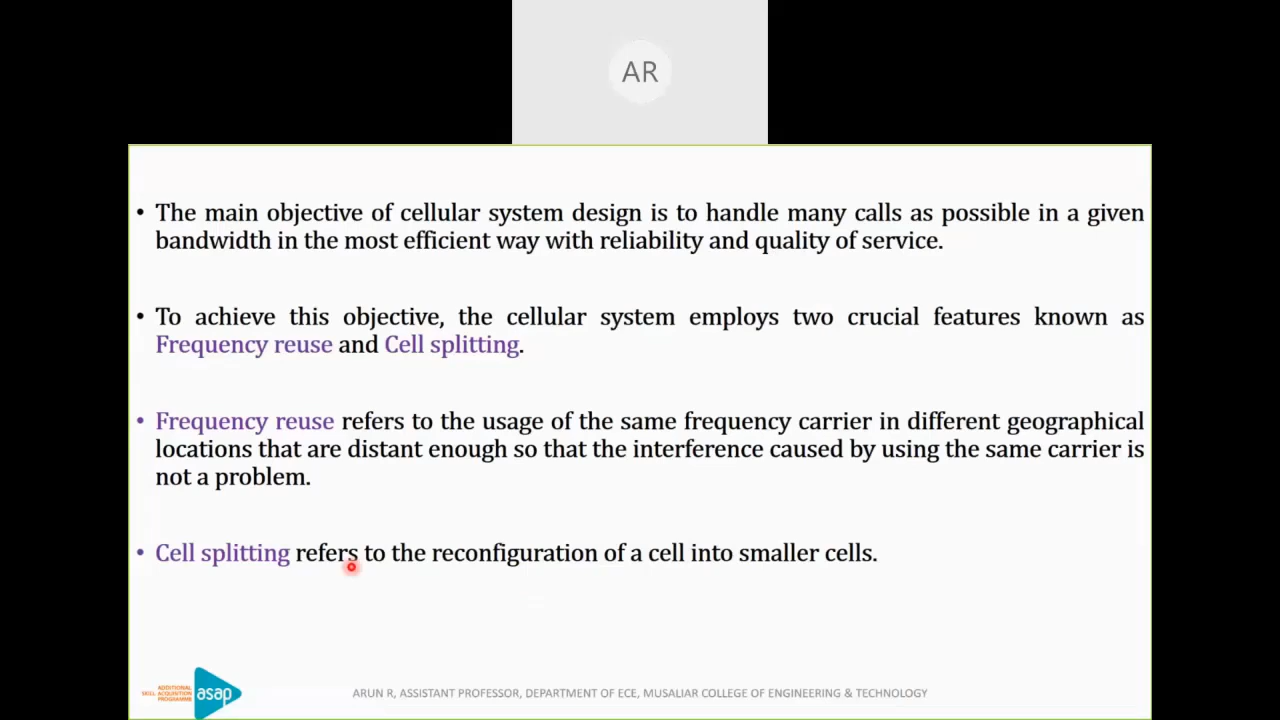 AR
• The main objective of cellular system design is to handle many calls as possible in a given
bandwidth in the most efficient way with reliability and quality of service.
• To achieve this objective, the cellular system employs two crucial features known as
Frequency reuse and Cell splitting.
• Frequency reuse refers to the usage of the same frequency carrier in different geographical
locations that are distant enough so that the interference caused by using the same carrier is
not a problem.
• Cell splitting refers to the reconfiguration of a cell into smaller cells.
ADDITIONAL
SKILL ACQUISITION
PROGRAMME
asap
ARUN R, ASSISTANT PROFESSOR, DEPARTMENT OF ECE, MUSALIAR COLLEGE OF ENGINEERING & TECHNOLOGY